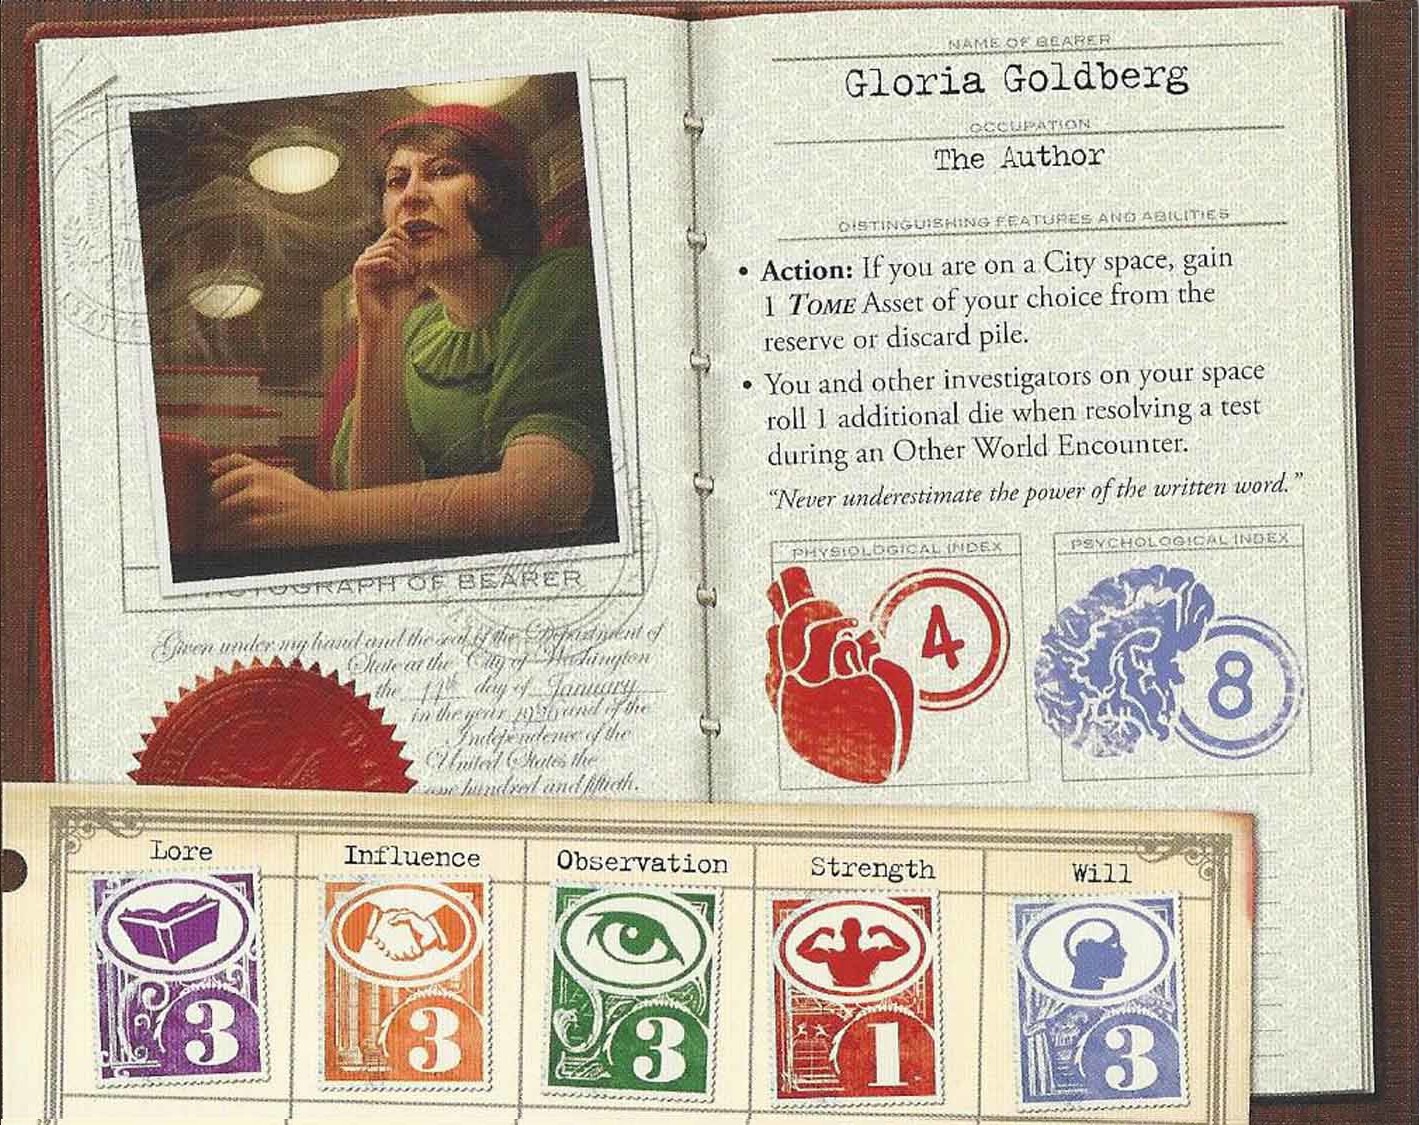 PHOTOGRAPH OF BEARER
Given under my hand and the seal of the Department of
State at the City of Washington
the 14th day of January
in the year and of the
Independence of the
United States the
one hundred and fiftieth.
NAME OF BEARER
Gloria Goldberg
OCCUPATION
The Author
DISTINGUISHING FEATURES AND ABILITIES
• Action: If you are on a City space, gain
1 TOME Asset of your choice from the
reserve or discard pile.
• You and other investigators on your space
roll 1 additional die when resolving a test
during an Other World Encounter.
“Never underestimate the power of the written word.”
PHYSIOLOGICAL INDEX
4
PSYCHOLOGICAL INDEX
8
Lore
Influence
Observation
Strength
Will
3
3
3
1
3